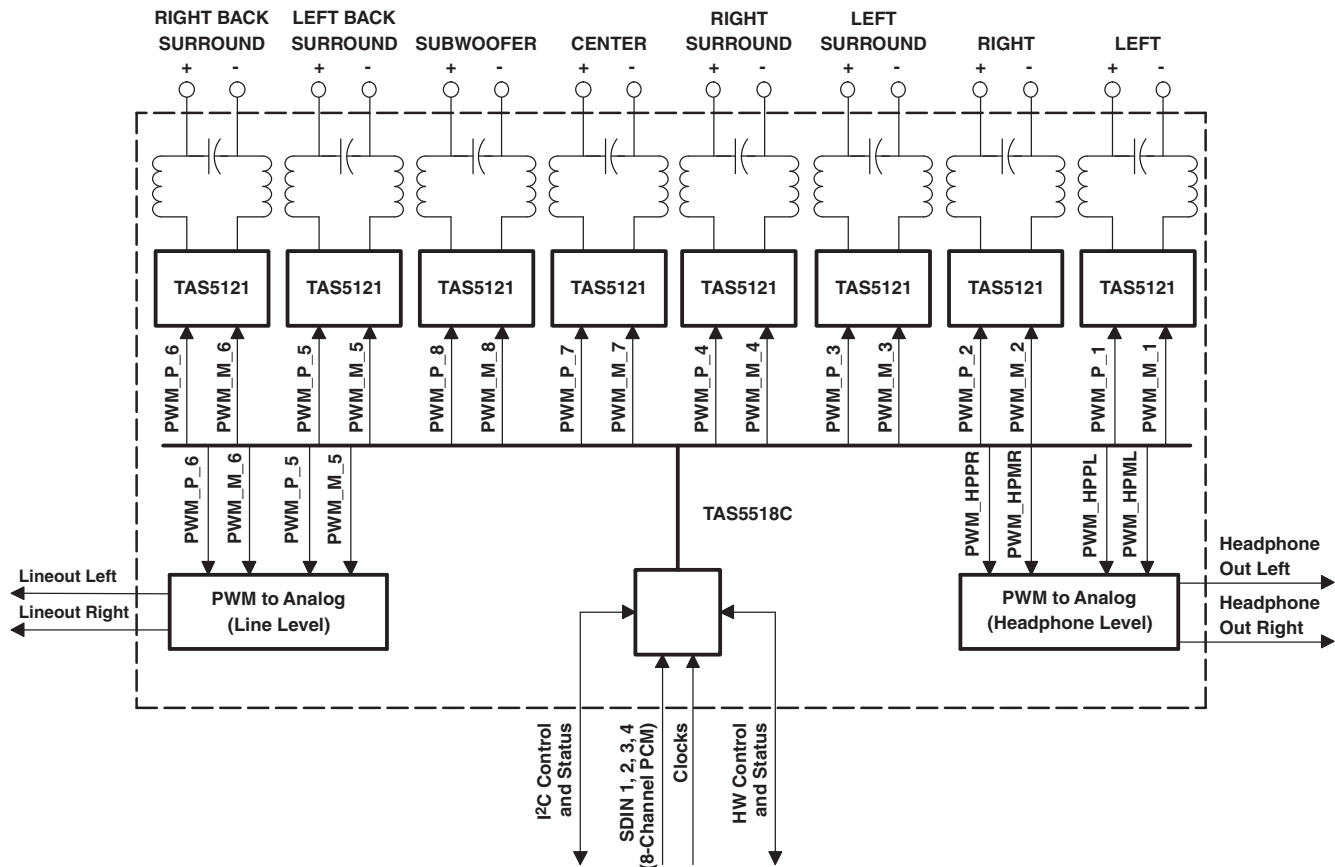 RIGHT BACK
SURROUND
LEFT BACK
SURROUND
SUBWOOFER
CENTER
RIGHT
SURROUND
LEFT
SURROUND
RIGHT
LEFT
+ - + - + - + - + - + - + - + -
TAS5121 TAS5121 TAS5121 TAS5121 TAS5121 TAS5121 TAS5121 TAS5121
PWM_P_6
PWM_M_6
PWM_P_5
PWM_M_5
PWM_P_8
PWM_M_8
PWM_P_7
PWM_M_7
PWM_P_4
PWM_M_4
PWM_P_3
PWM_M_3
PWM_P_2
PWM_M_2
PWM_P_1
PWM_M_1
PWM_P_6
PWM_M_6
PWM_P_5
PWM_M_5
TAS5518C
PWM_HPPR
PWM_HPMR
PWM_HPPL
PWM_HPML
Lineout Left
Lineout Right
PWM to Analog
(Line Level)
PWM to Analog
(Headphone Level)
Headphone
Out Left
Headphone
Out Right
I²C Control
and Status
SDIN 1, 2, 3, 4
(8-Channel PCM)
Clocks
HW Control
and Status